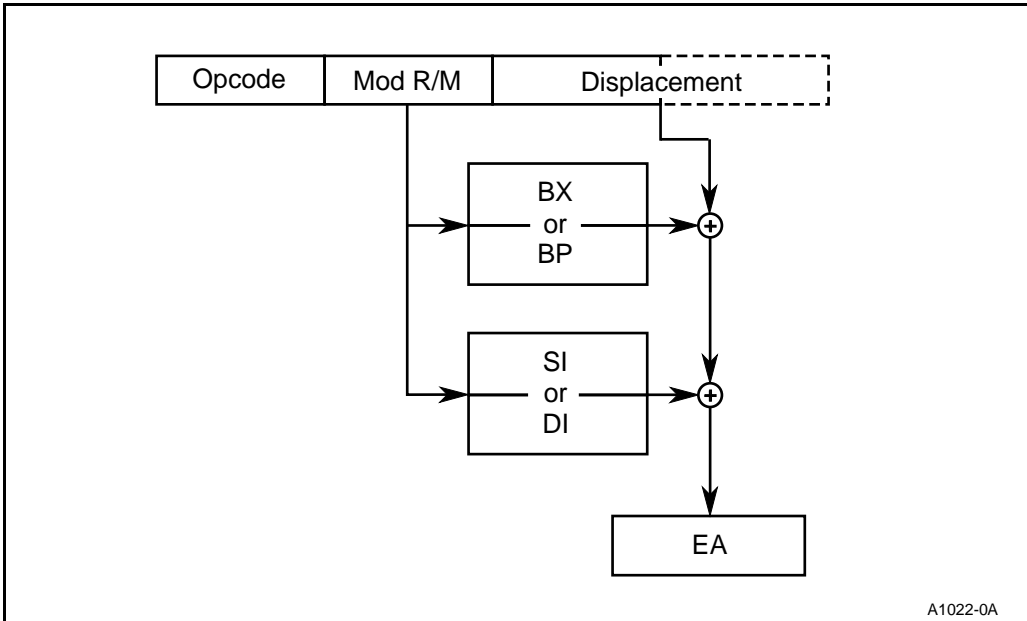 Opcode
Mod R/M
Displacement
BX
or
BP
SI
or
DI
EA
A1022-0A